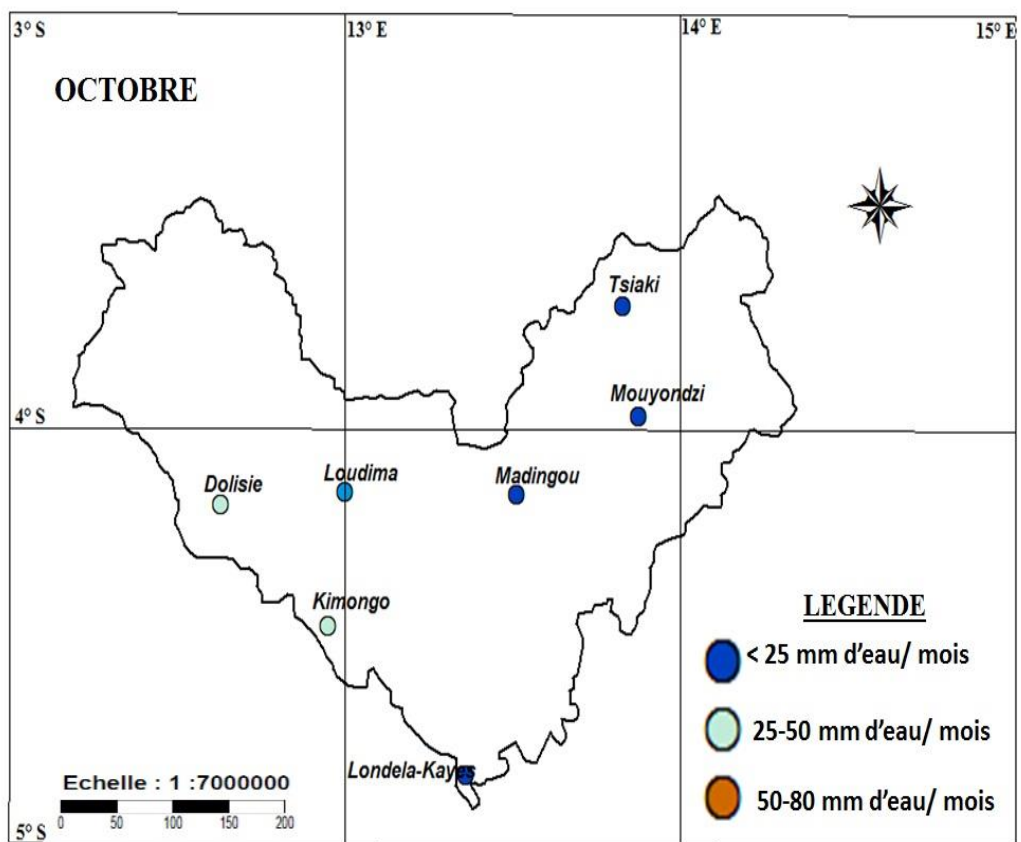 3° S
13° E
14° E
15° E
OCTOBRE
Tsiaki
Mouyondzi
4° S
Dolisie
Loudima
Madingou
Kimongo
LEGENDE
< 25 mm d'eau/ mois
25-50 mm d'eau/ mois
50-80 mm d'eau/ mois
Londela-Kayes
Echelle : 1 :7000000
0 50 100 150 200
5° S